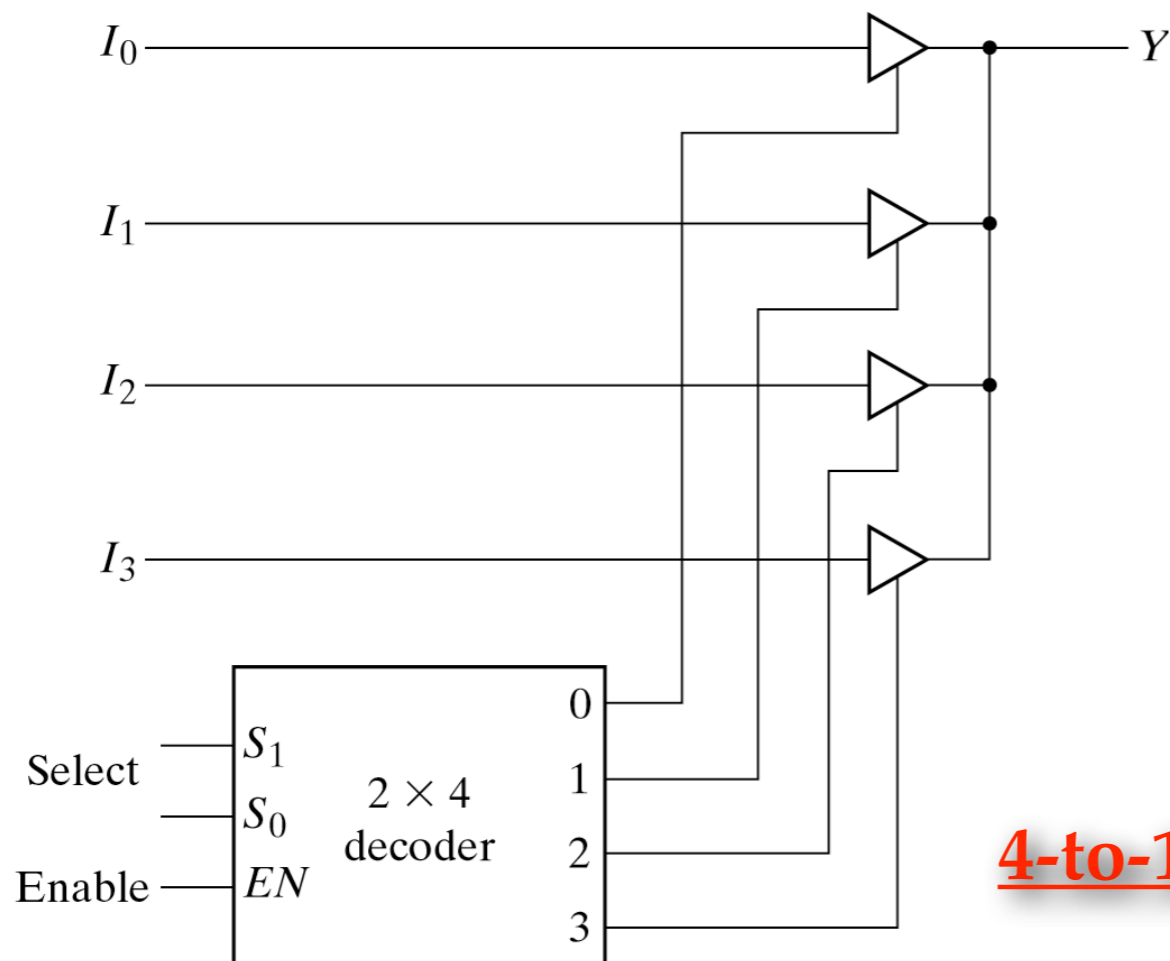 I₀
Y
I₁
I₂
I₃
0
Select
S₁
1
2 × 4
decoder
S₀
2
4-to-1
Enable
EN
3